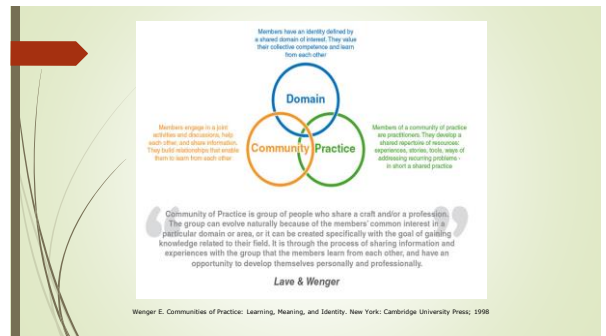 Members have an identity defined by
a shared domain of interest. They value
their collective competence and learn
from each other
Domain
Members engage in a joint
activities and discussions, help
each other, and share information.
They build relationships that enable
them to learn from each other
Community
Practice
Members of a community of practice
are practitioners. They develop a
shared repertoire of resources:
experiences, stories, tools, ways of
addressing recurring problems -
in short a shared practice
“Community of Practice is group of people who share a craft and/or a profession.
The group can evolve naturally because of the members' common interest in a
particular domain or area, or it can be created specifically with the goal of gaining
knowledge related to their field. It is through the process of sharing information and
experiences with the group that the members learn from each other, and have an
opportunity to develop themselves personally and professionally.”
Lave & Wenger
Wenger E. Communities of Practice: Learning, Meaning, and Identity. New York: Cambridge University Press; 1998